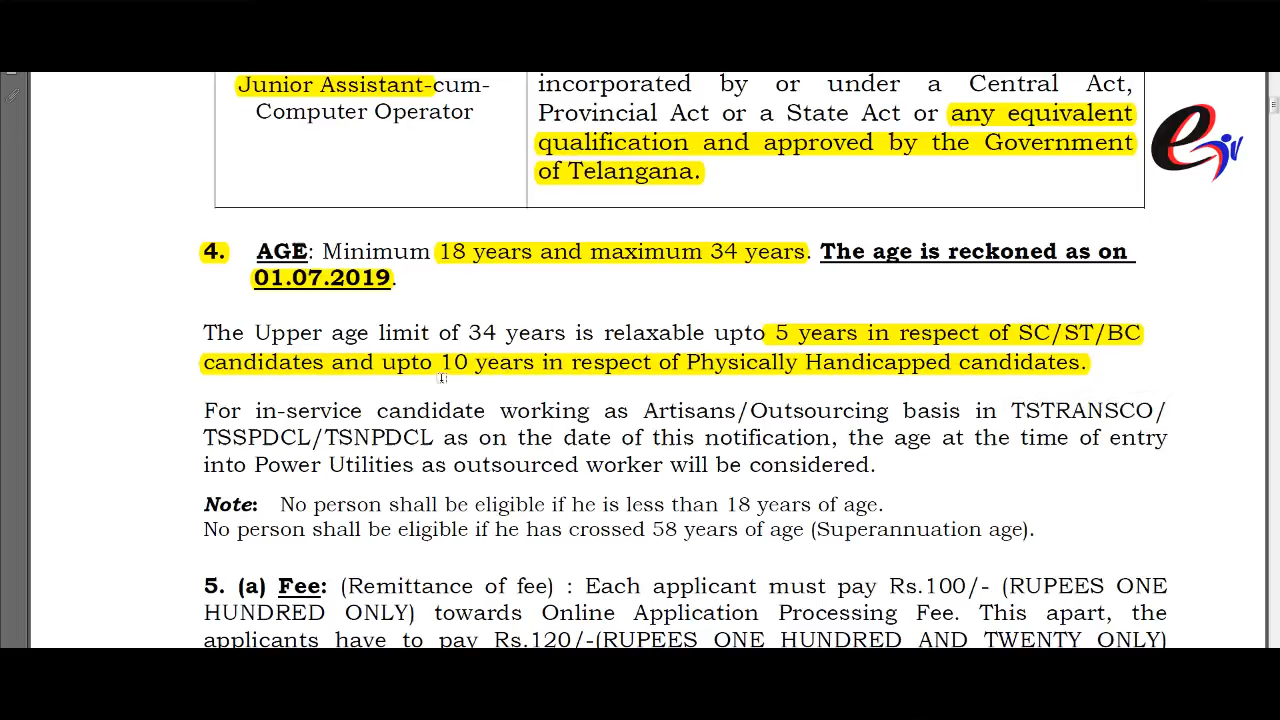 Junior Assistant-cum-
Computer Operator
incorporated by or under a Central Act,
Provincial Act or a State Act or any equivalent
qualification and approved by the Government
of Telangana.
4. AGE: Minimum 18 years and maximum 34 years. The age is reckoned as on
01.07.2019.
The Upper age limit of 34 years is relaxable upto 5 years in respect of SC/ST/BC
candidates and upto 10 years in respect of Physically Handicapped candidates.
For in-service candidate working as Artisans/Outsourcing basis in TSTRANSCO/
TSSPDCL/TSNPDCL as on the date of this notification, the age at the time of entry
into Power Utilities as outsourced worker will be considered.
Note: No person shall be eligible if he is less than 18 years of age.
No person shall be eligible if he has crossed 58 years of age (Superannuation age).
5. (a) Fee: (Remittance of fee) : Each applicant must pay Rs.100/- (RUPEES ONE
HUNDRED ONLY) towards Online Application Processing Fee. This apart, the
applicants have to pay Rs.120/-(RUPEES ONE HUNDRED AND TWENTY ONLY)